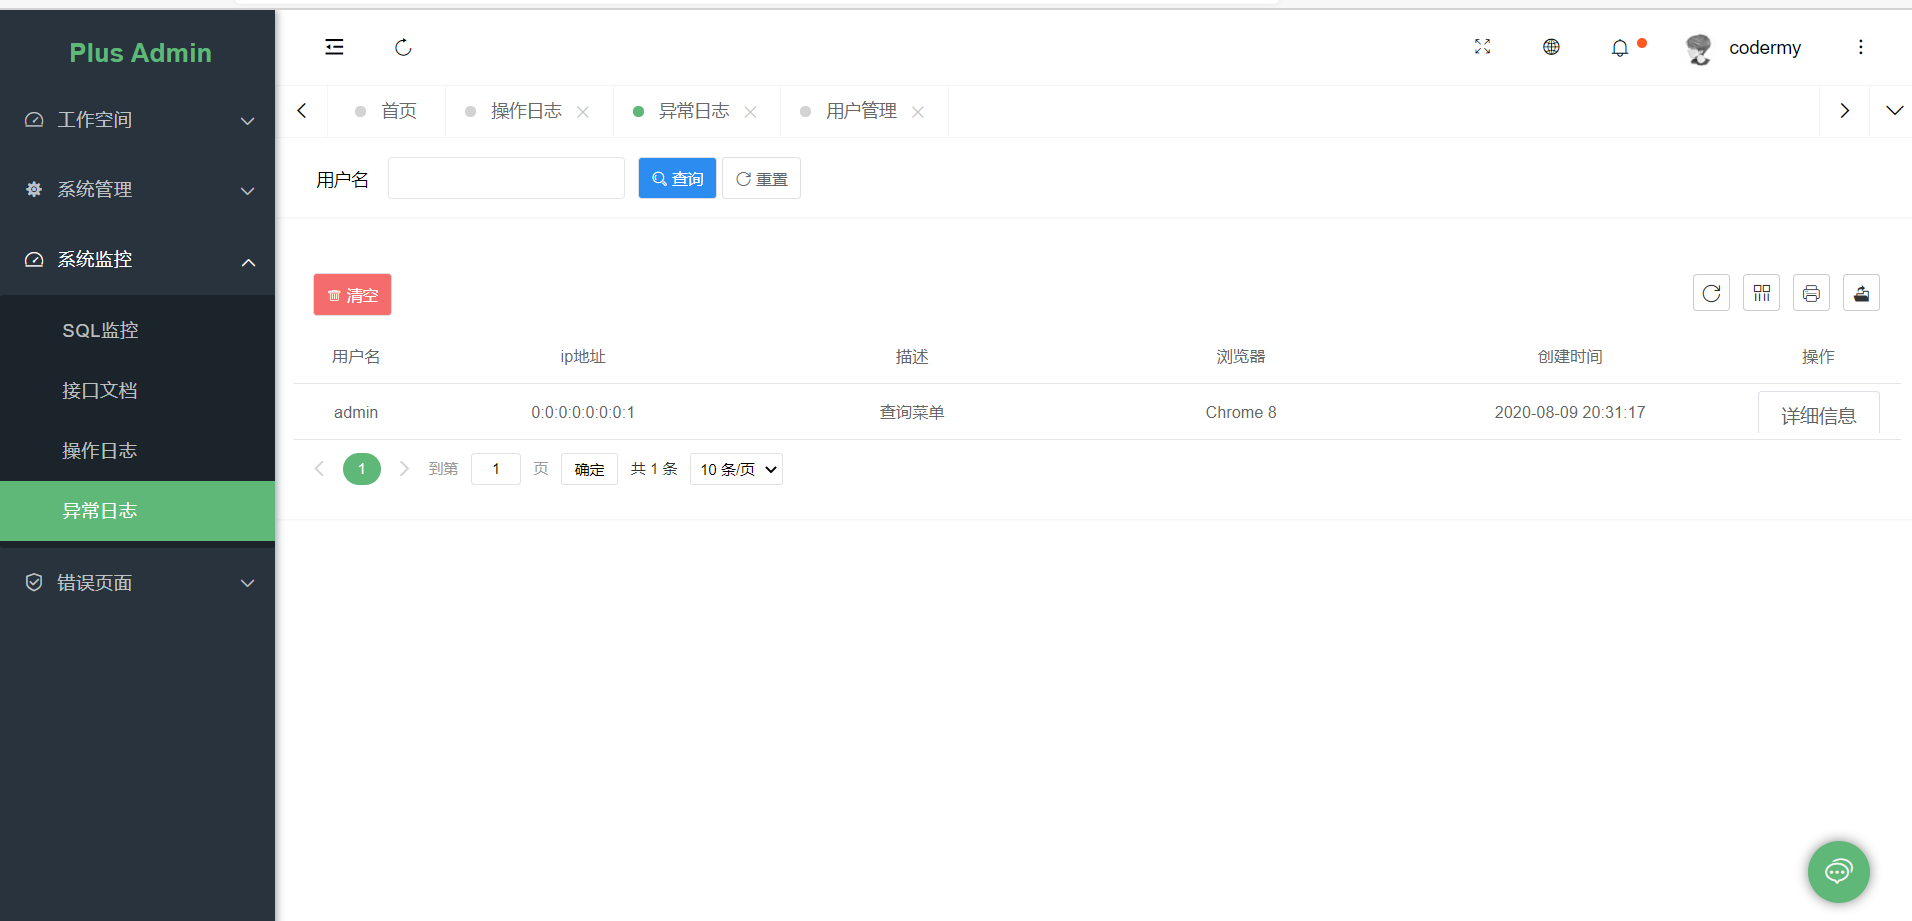 Plus Admin
codermy
工作空间
系统管理
系统监控
SQL监控
接口文档
操作日志
异常日志
错误页面
首页 操作日志 异常日志 用户管理
用户名 查询 重置
清空
用户名 ip地址 描述 浏览器 创建时间 操作
admin 0:0:0:0:0:0:0:1 查询菜单 Chrome 8 2020-08-09 20:31:17 详细信息
1 到第 1 页 确定 共 1 条 10 条/页